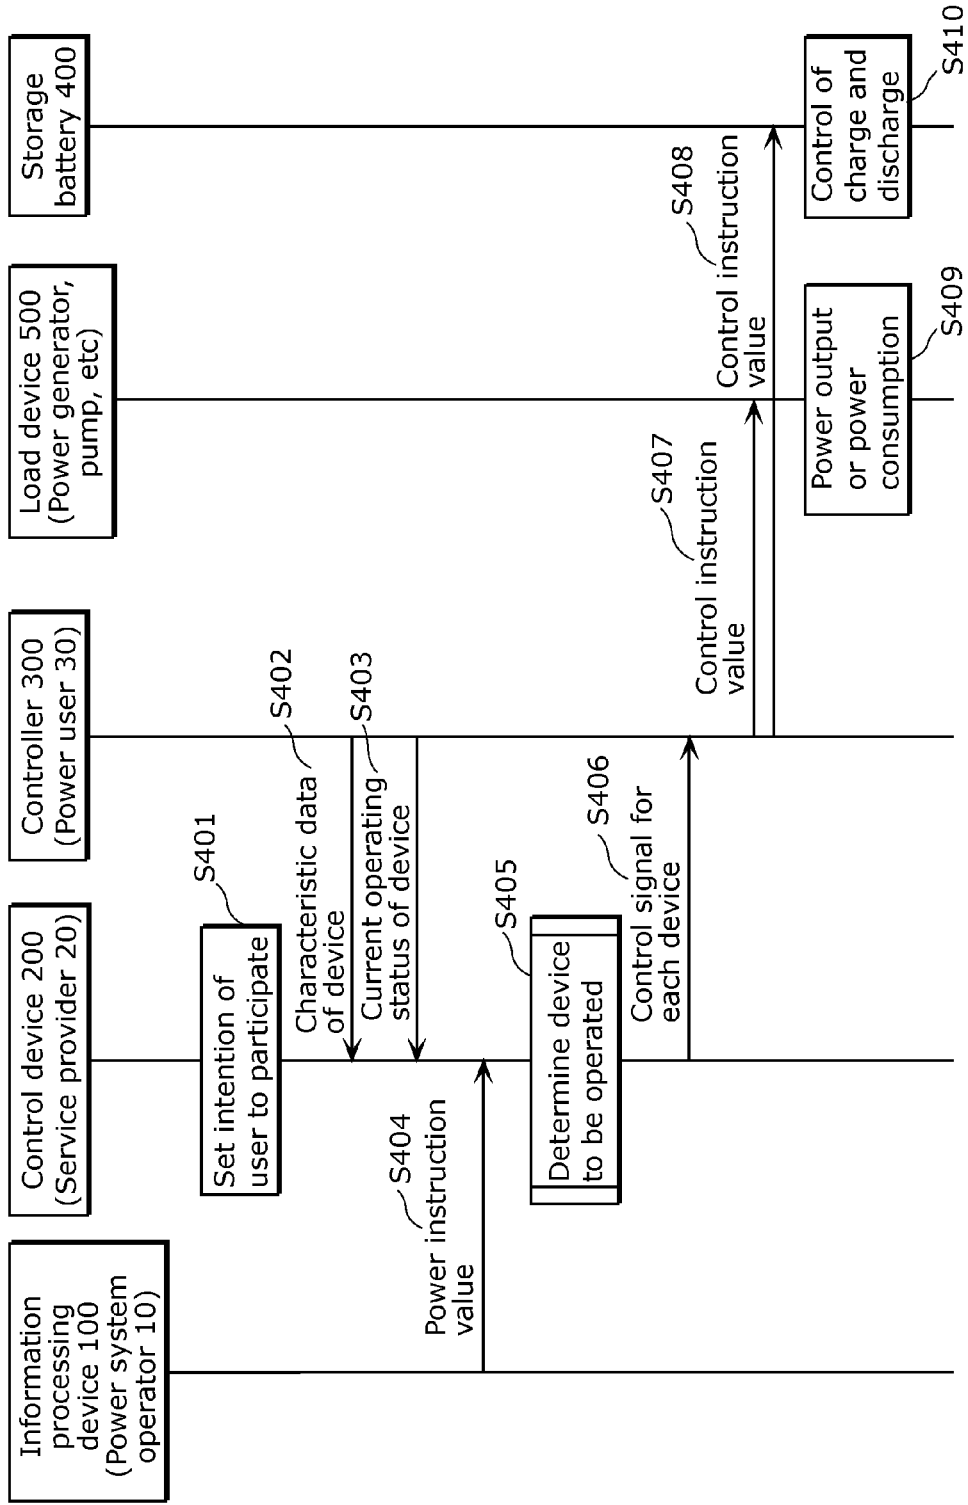 Information
processing
device 100
(Power system
operator 10)
Control device 200
(Service provider 20)
Controller 300
(Power user 30)
Load device 500
(Power generator,
pump, etc)
Storage
battery 400
S401
Set intention of
user to participate
S402
Characteristic data
of device
S403
Current operating
status of device
S404
Power instruction
value
S405
Determine device
to be operated
S406
Control signal for
each device
S407
Control instruction
value
S408
Control instruction
value
Power output
or power
consumption
S409
Control of
charge and
discharge
S410